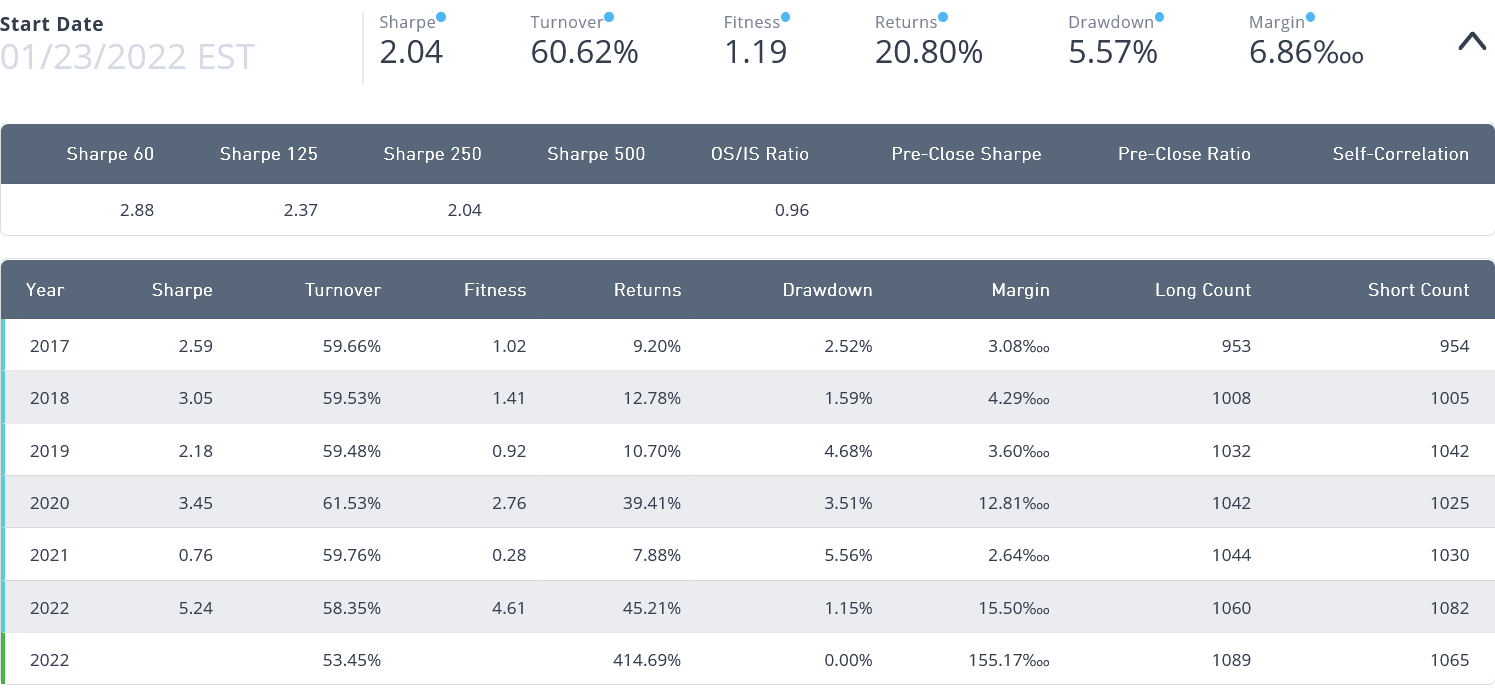 Start Date Sharpe Turnover Fitness Returns Drawdown Margin
01/23/2022 EST 2.04 60.62% 1.19 20.80% 5.57% 6.86%oo
Sharpe 60 Sharpe 125 Sharpe 250 Sharpe 500 OS/IS Ratio Pre-Close Sharpe Pre-Close Ratio Self-Correlation
2.88 2.37 2.04 0.96
Year Sharpe Turnover Fitness Returns Drawdown Margin Long Count Short Count
2017 2.59 59.66% 1.02 9.20% 2.52% 3.08%oo 953 954
2018 3.05 59.53% 1.41 12.78% 1.59% 4.29%oo 1008 1005
2019 2.18 59.48% 0.92 10.70% 4.68% 3.60%oo 1032 1042
2020 3.45 61.53% 2.76 39.41% 3.51% 12.81%oo 1042 1025
2021 0.76 59.76% 0.28 7.88% 5.56% 2.64%oo 1044 1030
2022 5.24 58.35% 4.61 45.21% 1.15% 15.50%oo 1060 1082
2022 53.45% 414.69% 0.00% 155.17%oo 1089 1065